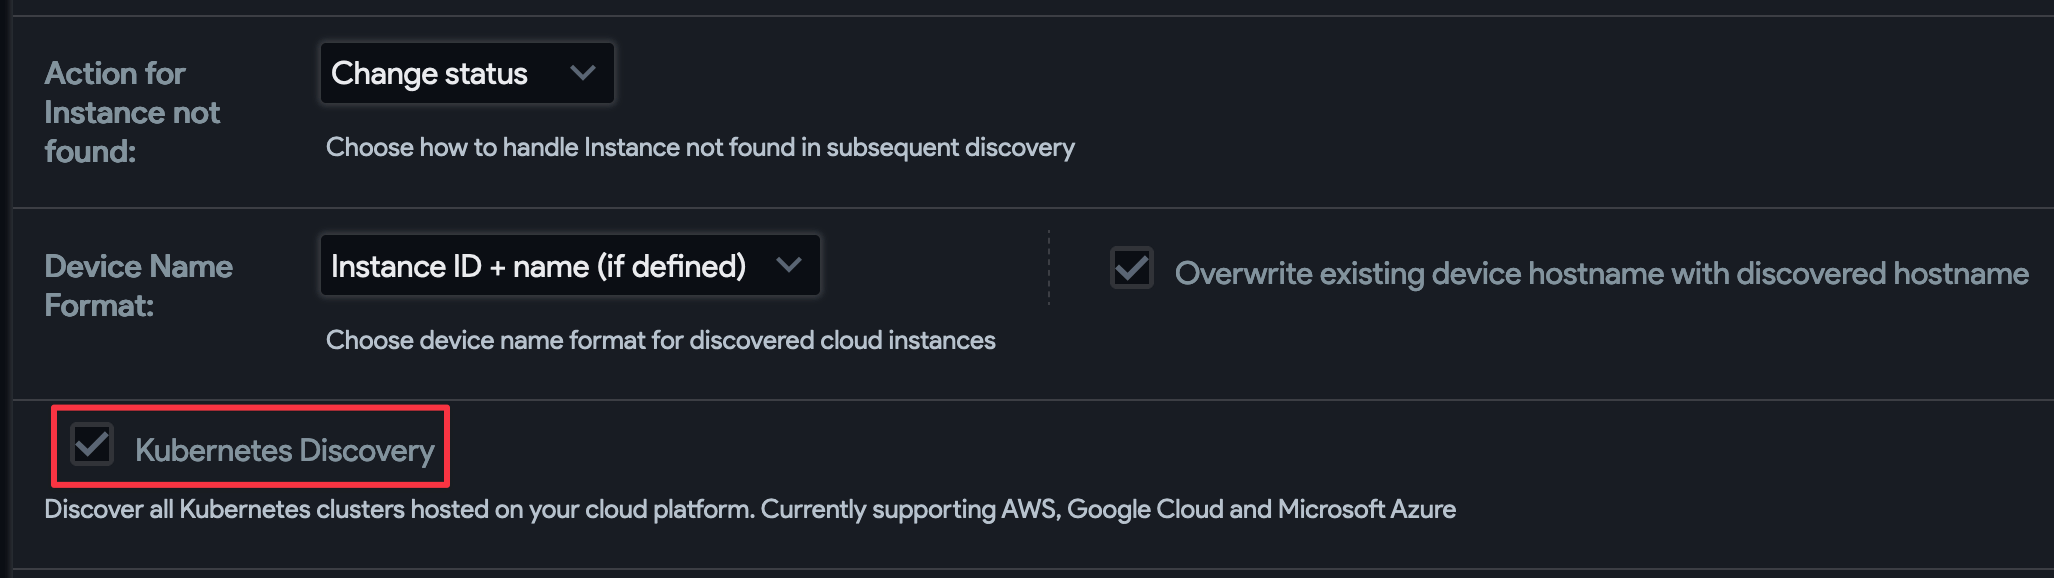 Action for
Instance not
found:
Change status
Choose how to handle Instance not found in subsequent discovery
Device Name
Format:
Instance ID + name (if defined)
Overwrite existing device hostname with discovered hostname
Choose device name format for discovered cloud instances
Kubernetes Discovery
Discover all Kubernetes clusters hosted on your cloud platform. Currently supporting AWS, Google Cloud and Microsoft Azure